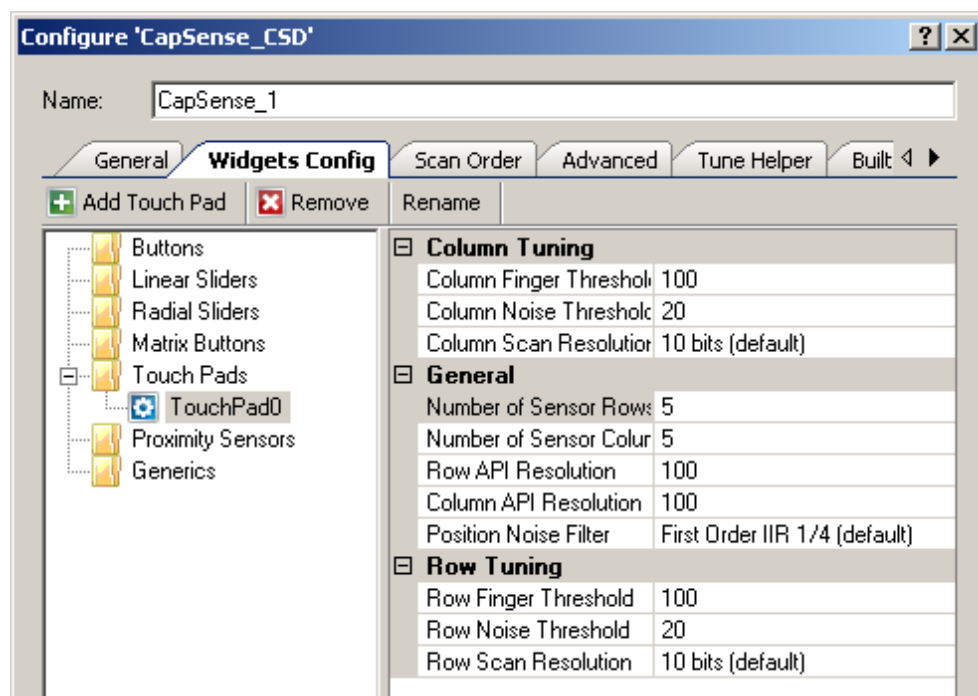 Configure 'CapSense_CSD'
Name: CapSense_1
General Widgets Config Scan Order Advanced Tune Helper Built
Add Touch Pad Remove Rename
Buttons
Linear Sliders
Radial Sliders
Matrix Buttons
Touch Pads
TouchPad0
Proximity Sensors
Generics
Column Tuning
Column Finger Threshol 100
Column Noise Threshold 20
Column Scan Resolution 10 bits (default)
General
Number of Sensor Rows 5
Number of Sensor Colur 5
Row API Resolution 100
Column API Resolution 100
Position Noise Filter First Order IIR 1/4 (default)
Row Tuning
Row Finger Threshold 100
Row Noise Threshold 20
Row Scan Resolution 10 bits (default)